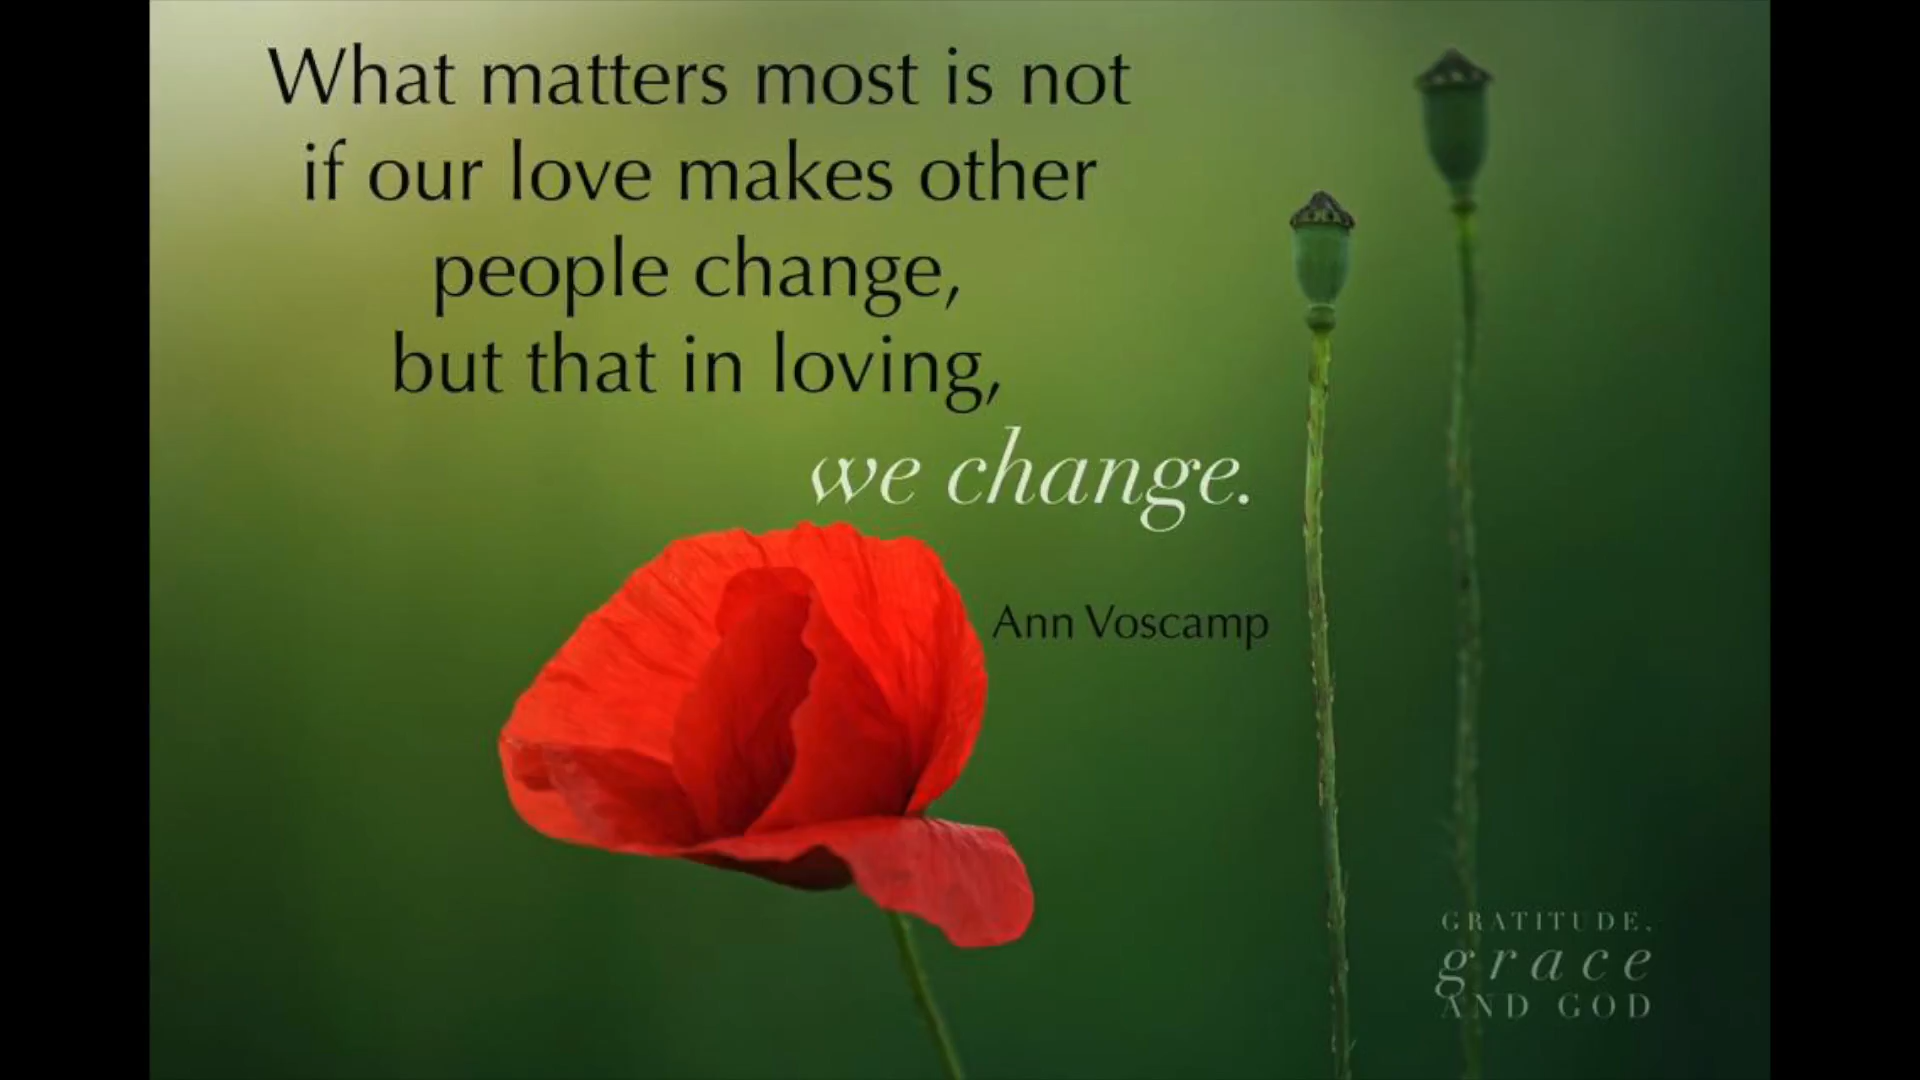 What matters most is not
if our love makes other
people change,
but that in loving,
we change.
Ann Voscamp
GRATITUDE,
grace
AND GOD